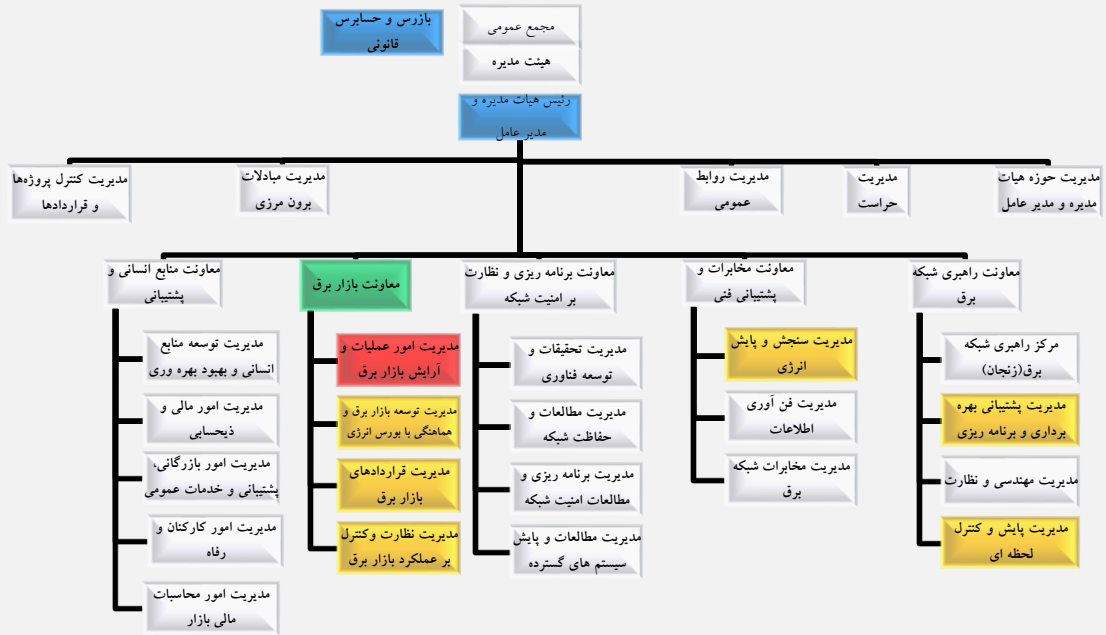 بازرس و حسابرس
قانونی
مجمع عمومی
هیئت مدیره
رئیس هیات مدیره و
مدیر عامل
مدیریت حوزه هیات
مدیره و مدیر عامل
مدیریت
حراست
مدیریت روابط
عمومی
مدیریت مبادلات
برون مرزی
مدیریت کنترل پروژه‌ها
و قراردادها
معاونت راهبری شبکه
برق
مرکز راهبری شبکه
برق(زنجان)
مدیریت پشتیبانی بهره
برداری و برنامه ریزی
مدیریت مهندسی و نظارت
مدیریت پایش و کنترل
لحظه ای
معاونت مخابرات و
پشتیبانی فنی
مدیریت سنجش و پایش
انرژی
مدیریت فن آوری
اطلاعات
مدیریت مخابرات شبکه
برق
معاونت برنامه ریزی و نظارت
بر امنیت شبکه
مدیریت تحقیقات و
توسعه فناوری
مدیریت مطالعات و
حفاظت شبکه
مدیریت برنامه ریزی و
مطالعات امنیت شبکه
مدیریت مطالعات و پایش
سیستم های گسترده
معاونت بازار برق
مدیریت امور عملیات و
آرایش بازار برق
مدیریت توسعه بازار برق و
هماهنگی با بورس انرژی
مدیریت قراردادهای
بازار برق
مدیریت نظارت وکنترل
بر عملکرد بازار برق
معاونت منابع انسانی و
پشتیبانی
مدیریت توسعه منابع
انسانی و بهبود بهره وری
مدیریت امور مالی و
ذیحسابی
مدیریت امور بازرگانی،
پشتیبانی و خدمات عمومی
مدیریت امور کارکنان و
رفاه
مدیریت امور محاسبات
مالی بازار